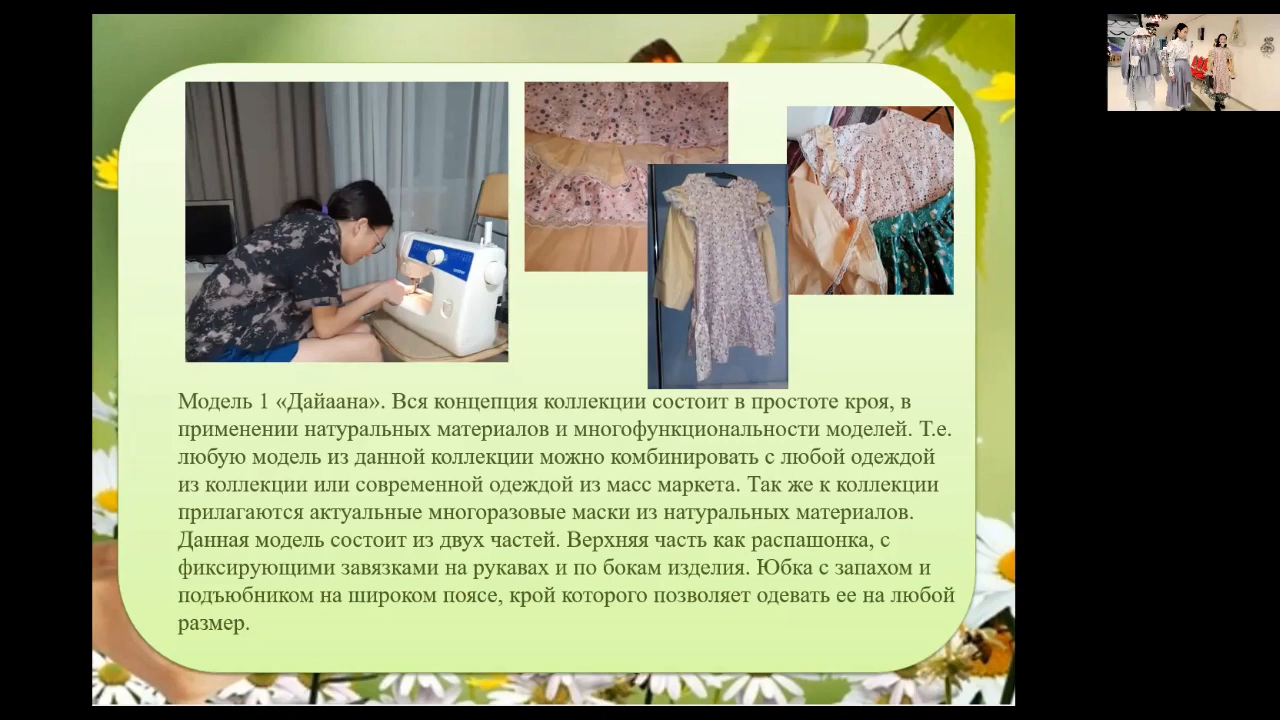 Модель 1 «Дайаана». Вся концепция коллекции состоит в простоте кроя, в
применении натуральных материалов и многофункциональности моделей. Т.е.
любую модель из данной коллекции можно комбинировать с любой одеждой
из коллекции или современной одеждой из масс маркета. Так же к коллекции
прилагаются актуальные многоразовые маски из натуральных материалов.
Данная модель состоит из двух частей. Верхняя часть как распашонка, с
фиксирующими завязками на рукавах и по бокам изделия. Юбка с запахом и
подъюбником на широком поясе, крой которого позволяет одевать ее на любой
размер.